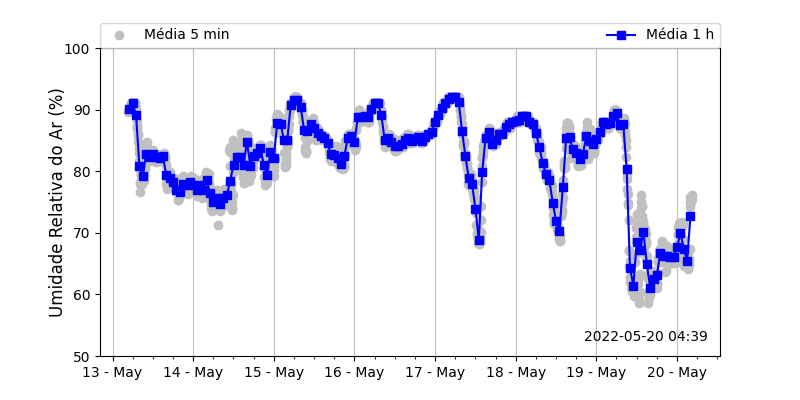 Média 5 min
Média 1 h
Umidade Relativa do Ar (%)
100
90
80
70
60
50
2022-05-20 04:39
13 - May
14 - May
15 - May
16 - May
17 - May
18 - May
19 - May
20 - May